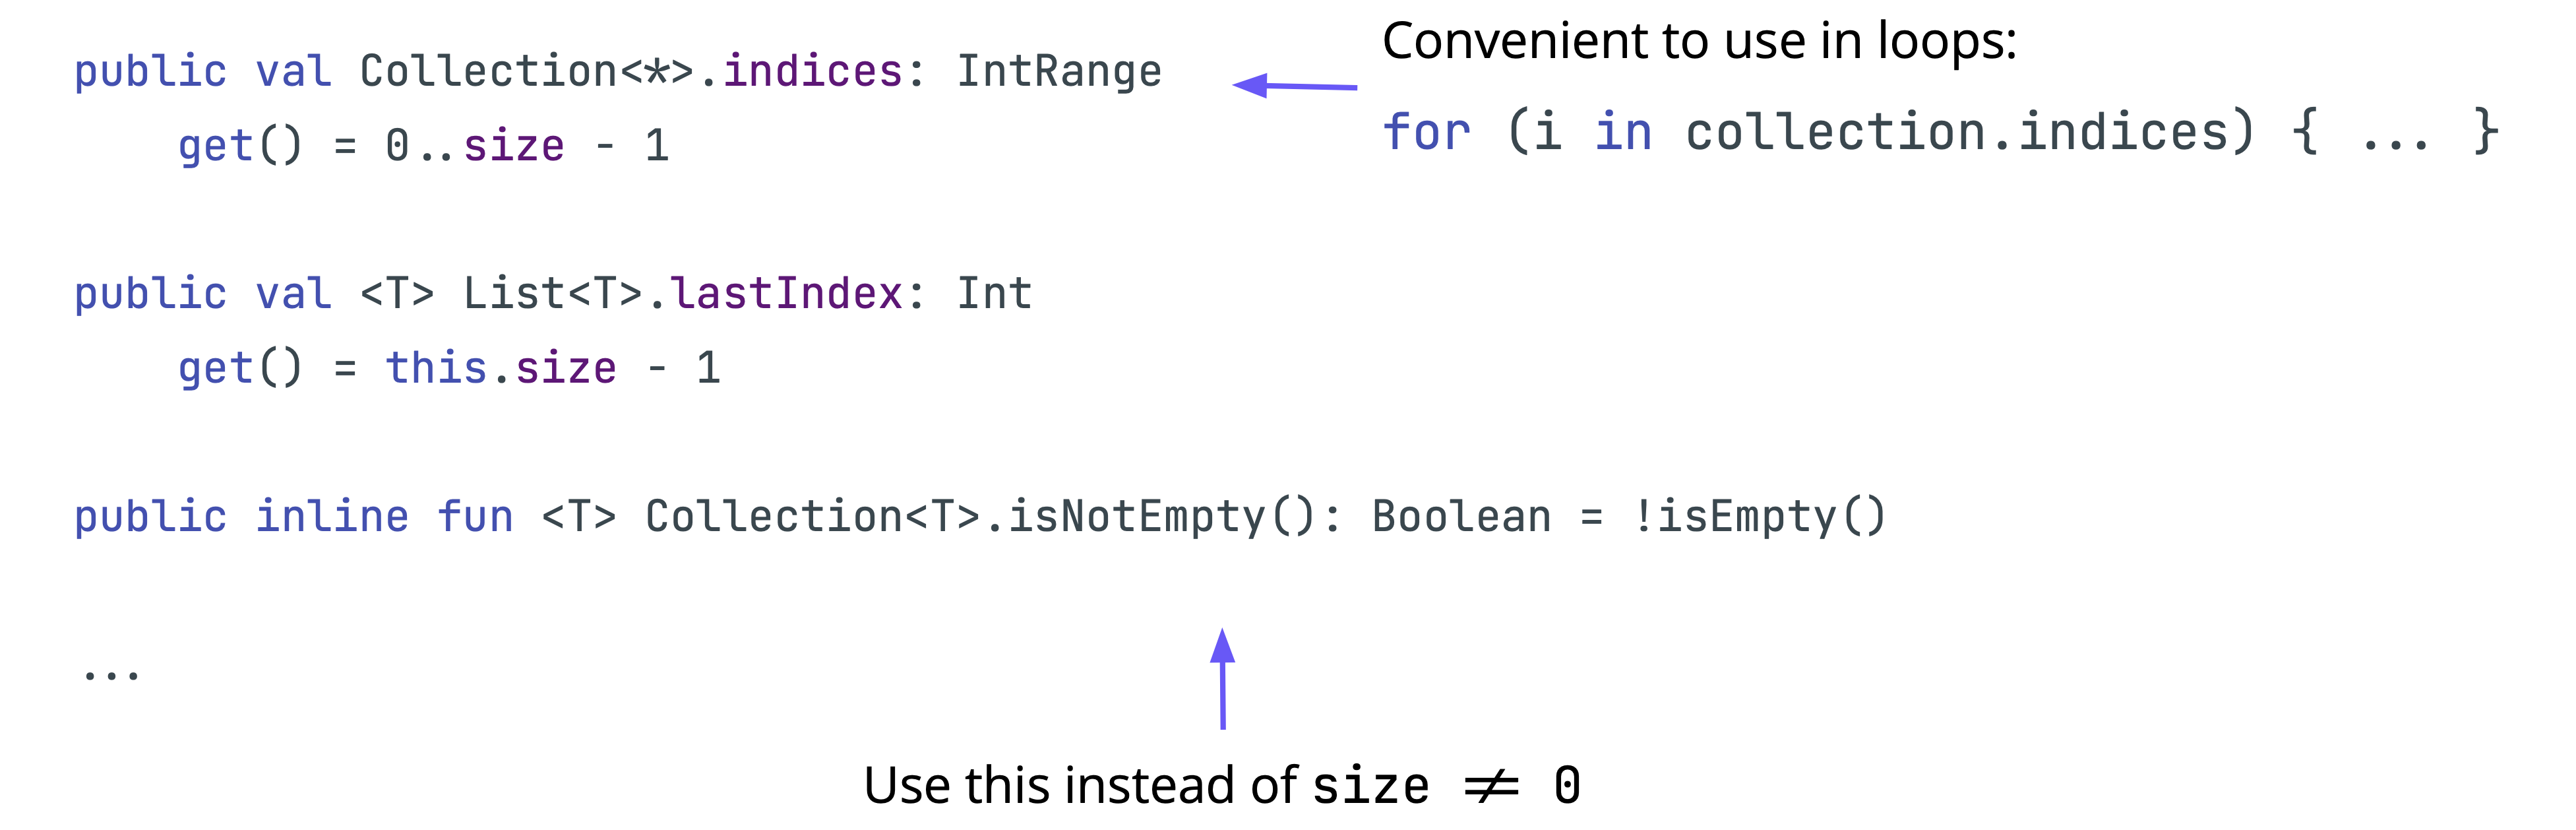 public val Collection<*>.indices: IntRange
    get() = 0..size - 1
Convenient to use in loops:
for (i in collection.indices) { ... }
public val <T> List<T>.lastIndex: Int
    get() = this.size - 1
public inline fun <T> Collection<T>.isNotEmpty(): Boolean = !isEmpty()
...
Use this instead of size ≠ 0